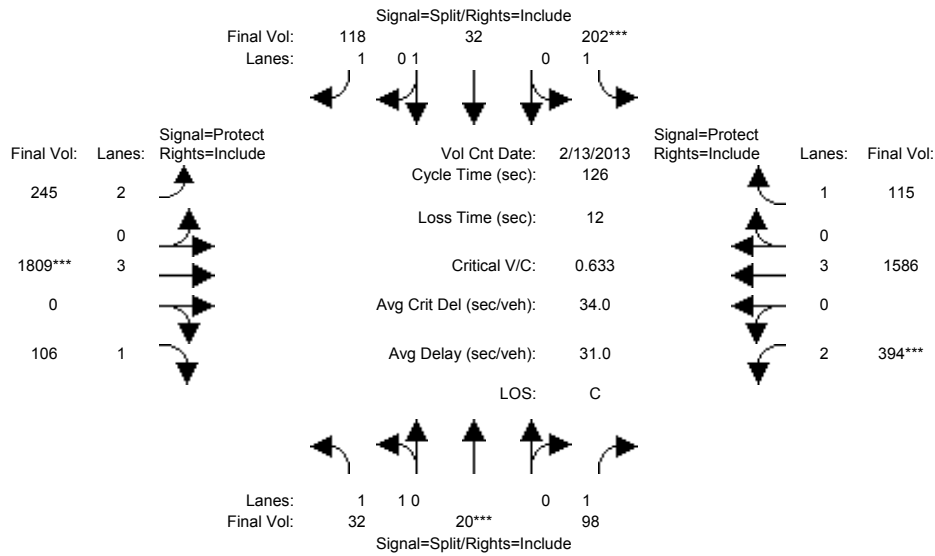 Signal=Split/Rights=Include
Final Vol: 118 32 202***
Lanes: 1 0 1 0 1
Signal=Protect Signal=Protect
Final Vol: Lanes: Rights=Include Vol Cnt Date: 2/13/2013 Rights=Include Lanes: Final Vol:
Cycle Time (sec): 126
245 2 1 115
Loss Time (sec): 12
0 0
1809*** 3 Critical V/C: 0.633 3 1586
0 Avg Crit Del (sec/veh): 34.0 0
106 1 Avg Delay (sec/veh): 31.0 2 394***
LOS: C
Lanes: 1 1 0 0 1
Final Vol: 32 20*** 98
Signal=Split/Rights=Include